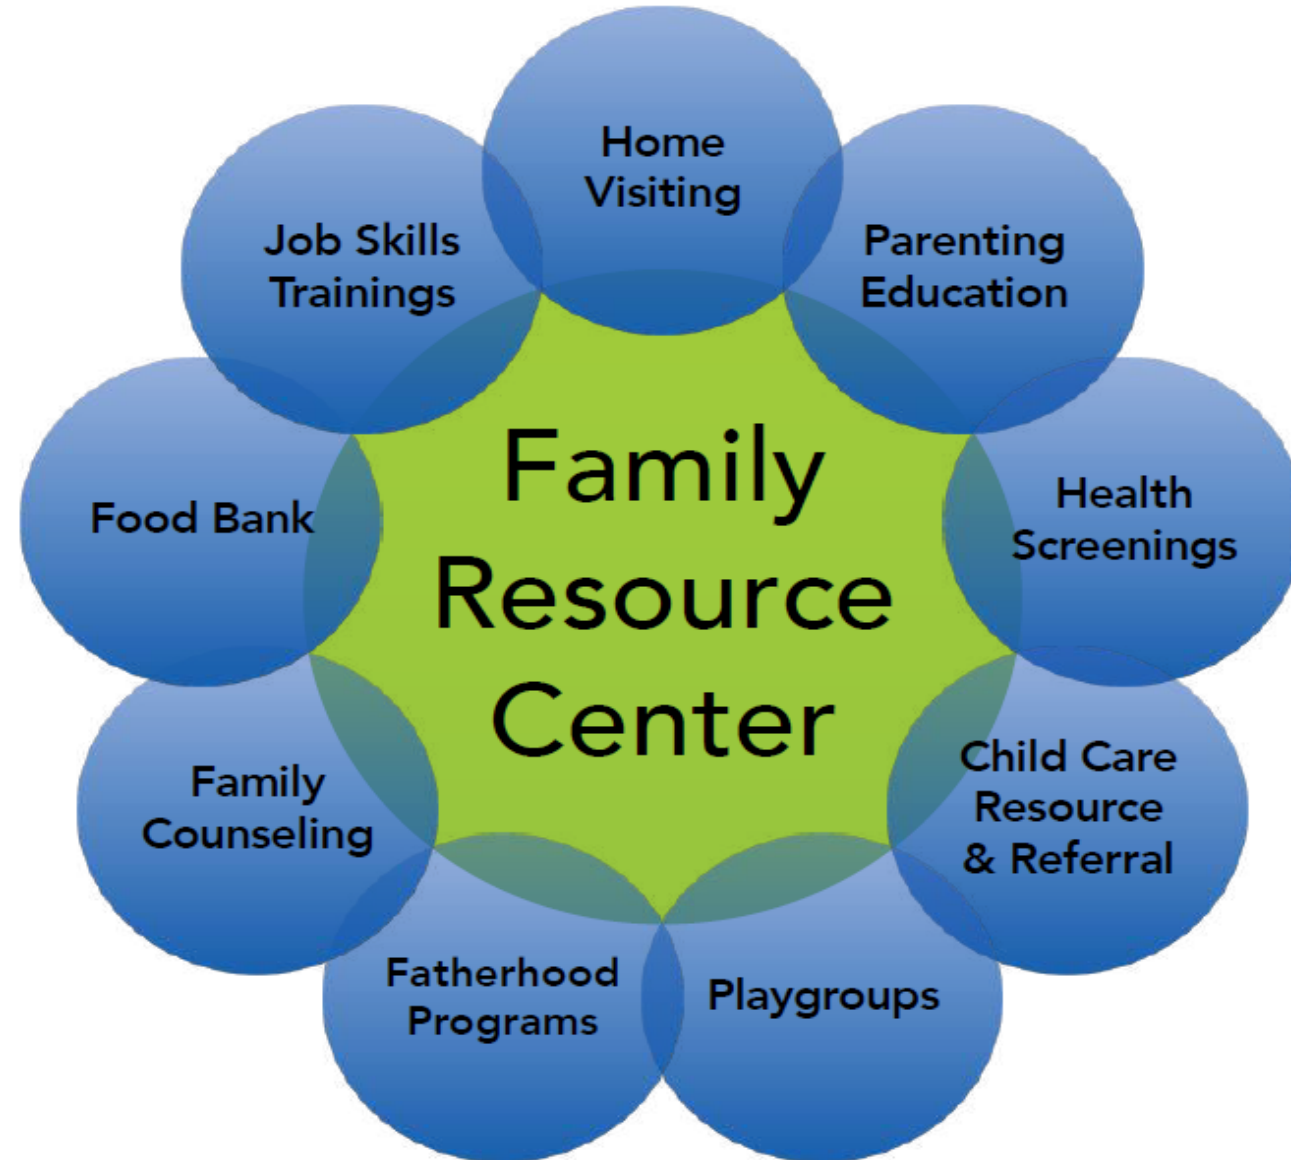 Home
Visiting
Parenting
Education
Health
Screenings
Child Care
Resource
& Referral
Playgroups
Fatherhood
Programs
Family
Counseling
Food Bank
Job Skills
Trainings
Family
Resource
Center